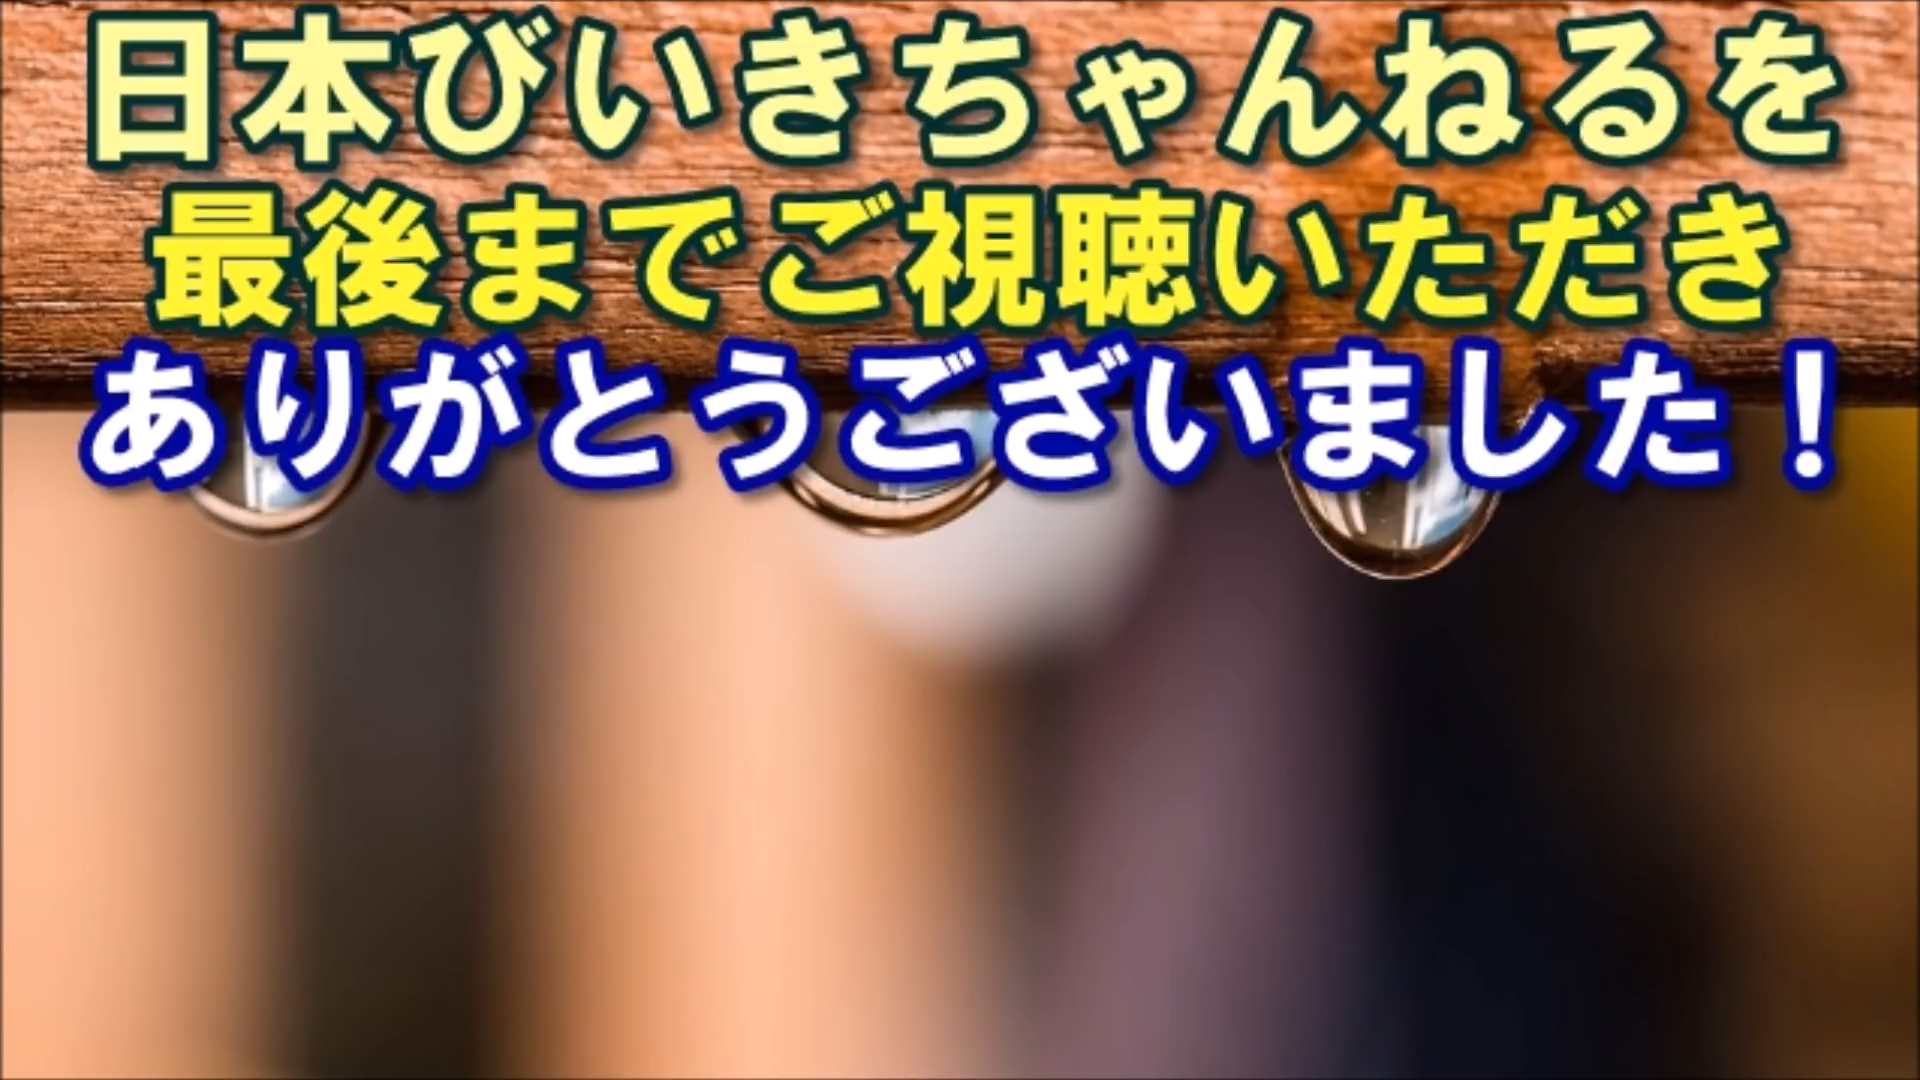 日本びいきちゃんねるを
最後までご視聴いただき
ありがとうございました！